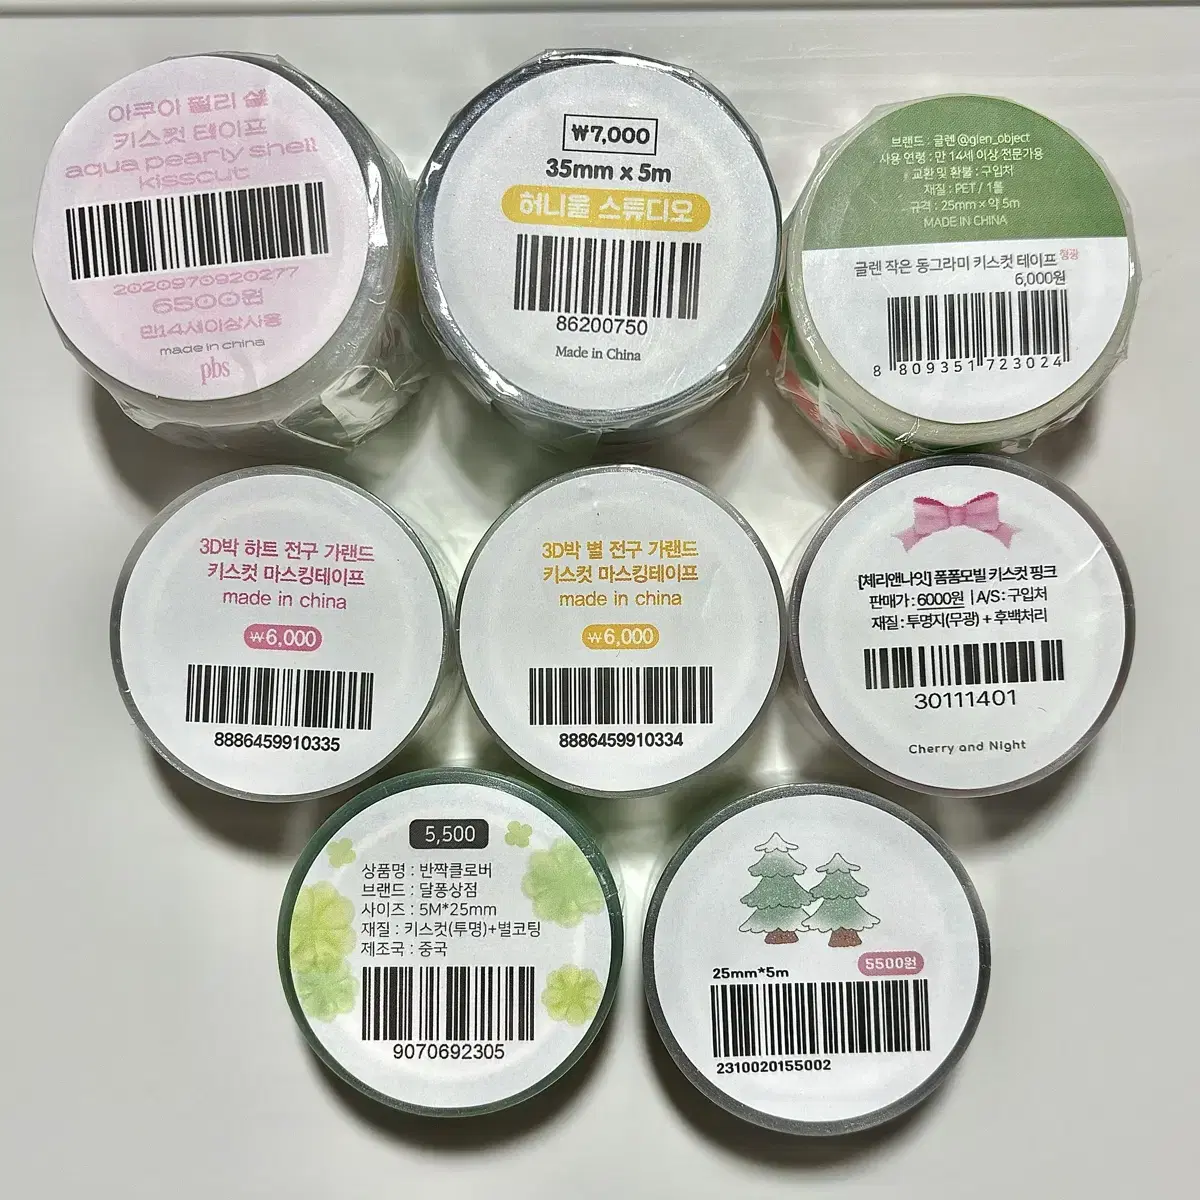 아쿠아 펄리 쉘
키스컷 테이프
aqua pearly shell
kisscut
2020970920277
6500원
만14세이상사용
made in china
pbs
₩7,000
35mm x 5m
허니울 스튜디오
86200750
Made in China
브랜드 : 글렌 @glen_object
사용 연령 : 만 14세 이상 전문가용
교환 및 환불 : 구입처
재질 : PET / 1롤
규격 : 25mm × 약 5m
MADE IN CHINA
글렌 작은 동그라미 키스컷 테이프 형광
6,000원
8 809351 723024
3D박 하트 전구 가랜드
키스컷 마스킹테이프
made in china
₩6,000
8886459910335
3D박 별 전구 가랜드
키스컷 마스킹테이프
made in china
₩6,000
8886459910334
[체리앤나잇] 폼폼모빌 키스컷 핑크
판매가 : 6000원 | A/S : 구입처
재질 : 투명지(무광) + 후백처리
30111401
Cherry and Night
5,500
상품명 : 반짝클로버
브랜드 : 달퐁상점
사이즈 : 5M*25mm
재질 : 키스컷(투명)+별코팅
제조국 : 중국
9070692305
25mm*5m
5500원
2310020155002